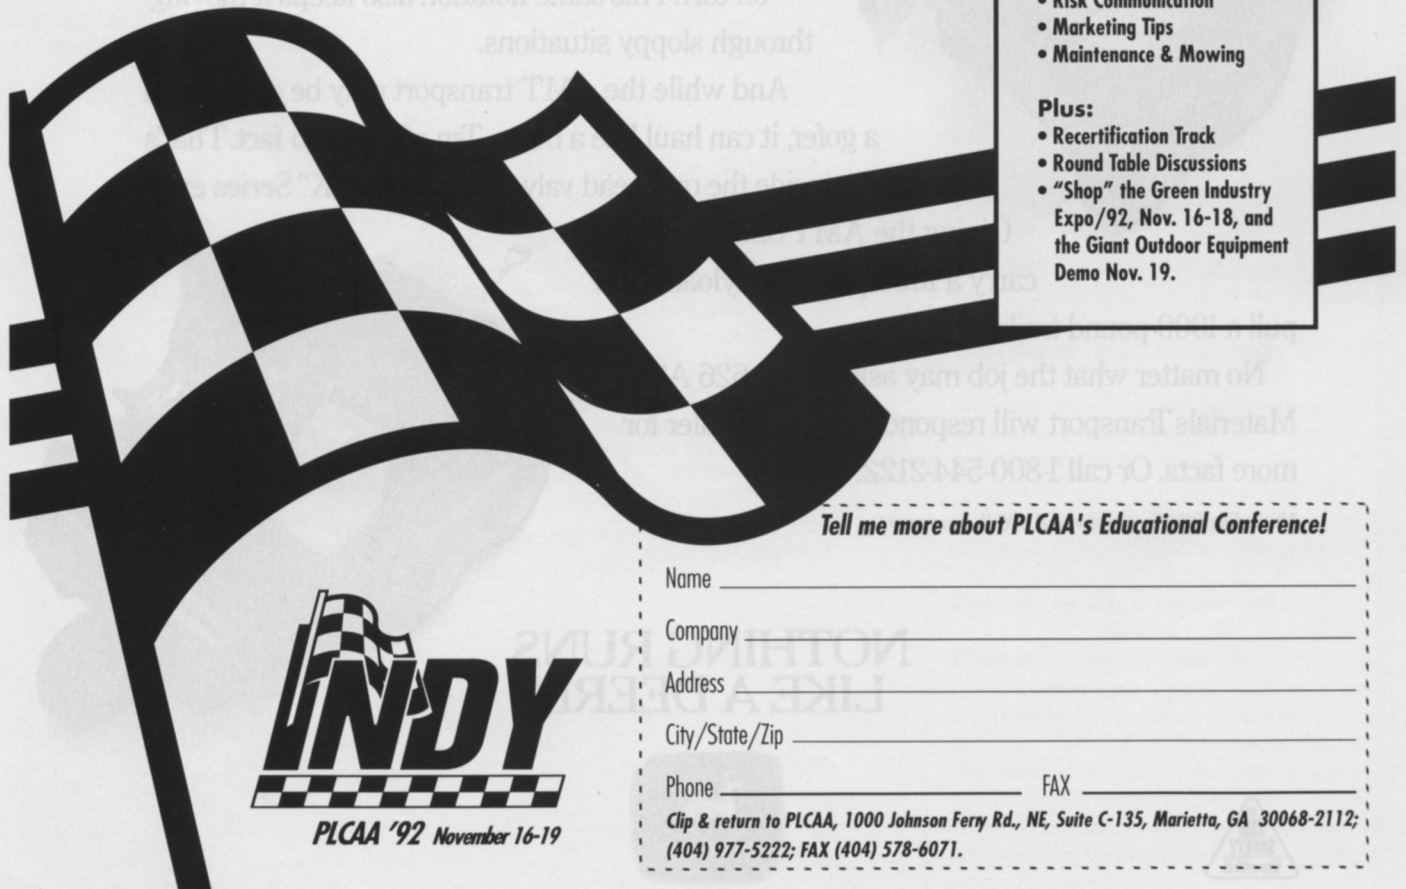 • Risk Communication
• Marketing Tips
• Maintenance & Mowing
Plus:
• Recertification Track
• Round Table Discussions
• “Shop” the Green Industry
Expo/92, Nov. 16-18, and
the Giant Outdoor Equipment
Demo Nov. 19.
Tell me more about PLCAA's Educational Conference!
Name
Company
Address
City/State/Zip
Phone FAX
Clip & return to PLCAA, 1000 Johnson Ferry Rd., NE, Suite C-135, Marietta, GA 30068-2112;
(404) 977-5222; FAX (404) 578-6071.
INDY
PLCAA ’92 November 16-19
through sloppy situations.
And while the
a gofer, it can haul
No matter what the job may
Materials Transport will
more facts. Or call 1-800-544-2122.
NOTHING RUNS
LIKE A DEERE